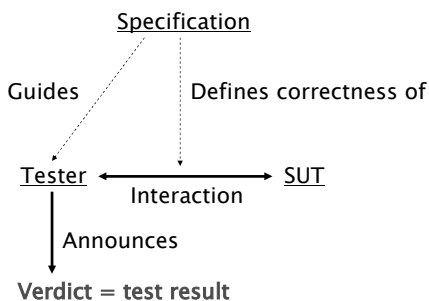 Specification
Guides
Defines correctness of
Tester
SUT
Interaction
Announces
Verdict = test result